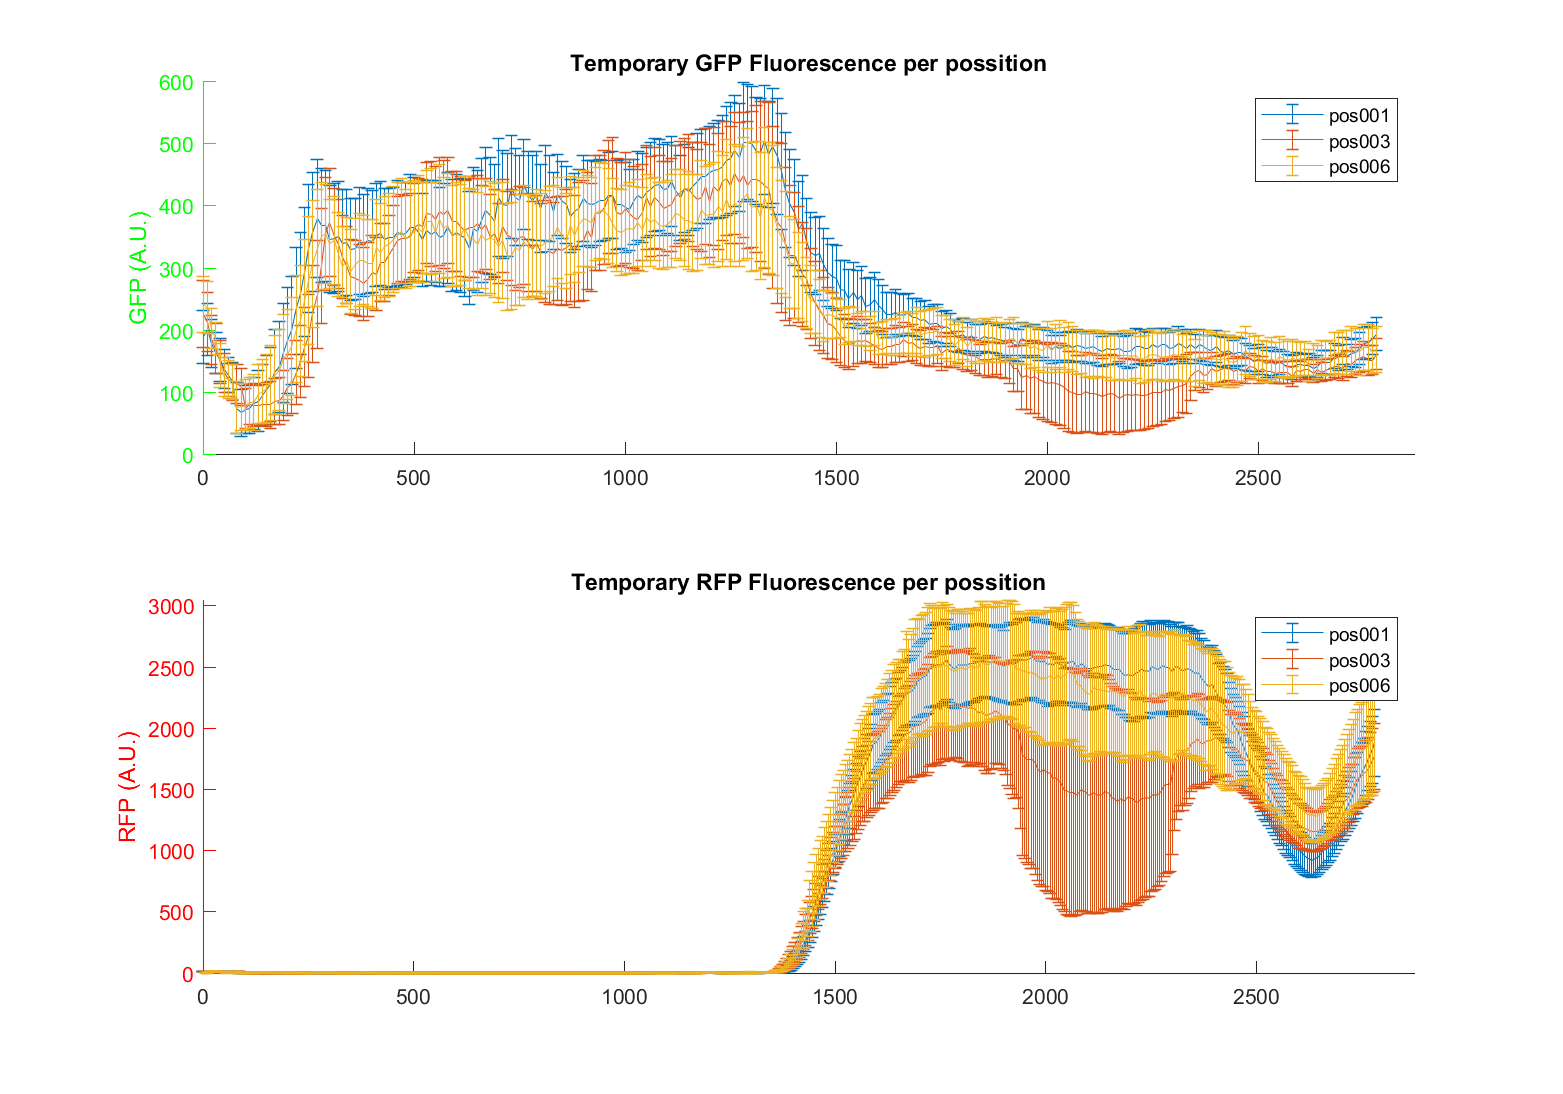 Temporary GFP Fluorescence per possition
600
500
400
300
200
100
0
GFP (A.U.)
0 500 1000 1500 2000 2500
pos001
pos003
pos006
Temporary RFP Fluorescence per possition
3000
2500
2000
1500
1000
500
0
RFP (A.U.)
0 500 1000 1500 2000 2500
pos001
pos003
pos006